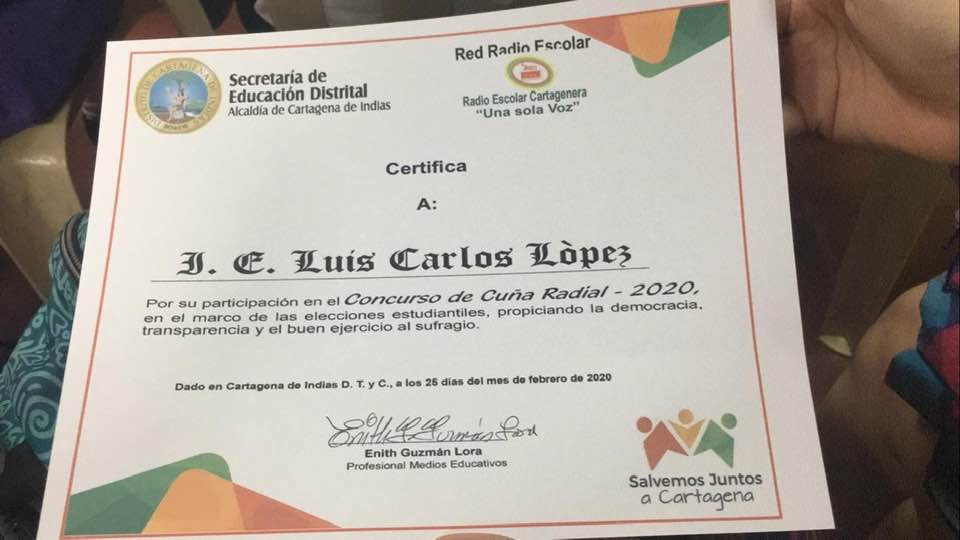 Secretaría de
Educación Distrital
Alcaldía de Cartagena de Indias
Red Radio Escolar
Radio Escolar Cartagenera
“Una sola Voz”
Certifica
A:
I. E. Luis Carlos Lòpez
Por su participación en el Concurso de Cuña Radial - 2020,
en el marco de las elecciones estudiantiles, propiciando la democracia,
transparencia y el buen ejercicio al sufragio.
Dado en Cartagena de Indias D. T. y C., a los 25 días del mes de febrero de 2020
Enith Guzmán Lora
Profesional Medios Educativos
Salvemos Juntos
a Cartagena